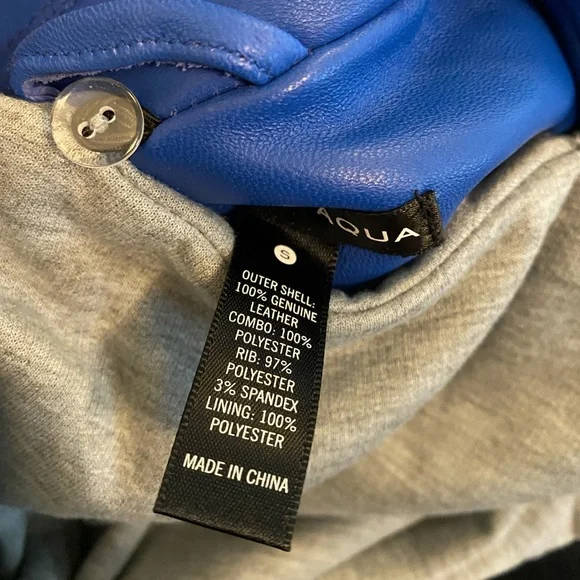 AQUA
S
OUTER SHELL:
100% GENUINE
LEATHER
COMBO: 100%
POLYESTER
RIB: 97%
POLYESTER
3% SPANDEX
LINING: 100%
POLYESTER
MADE IN CHINA